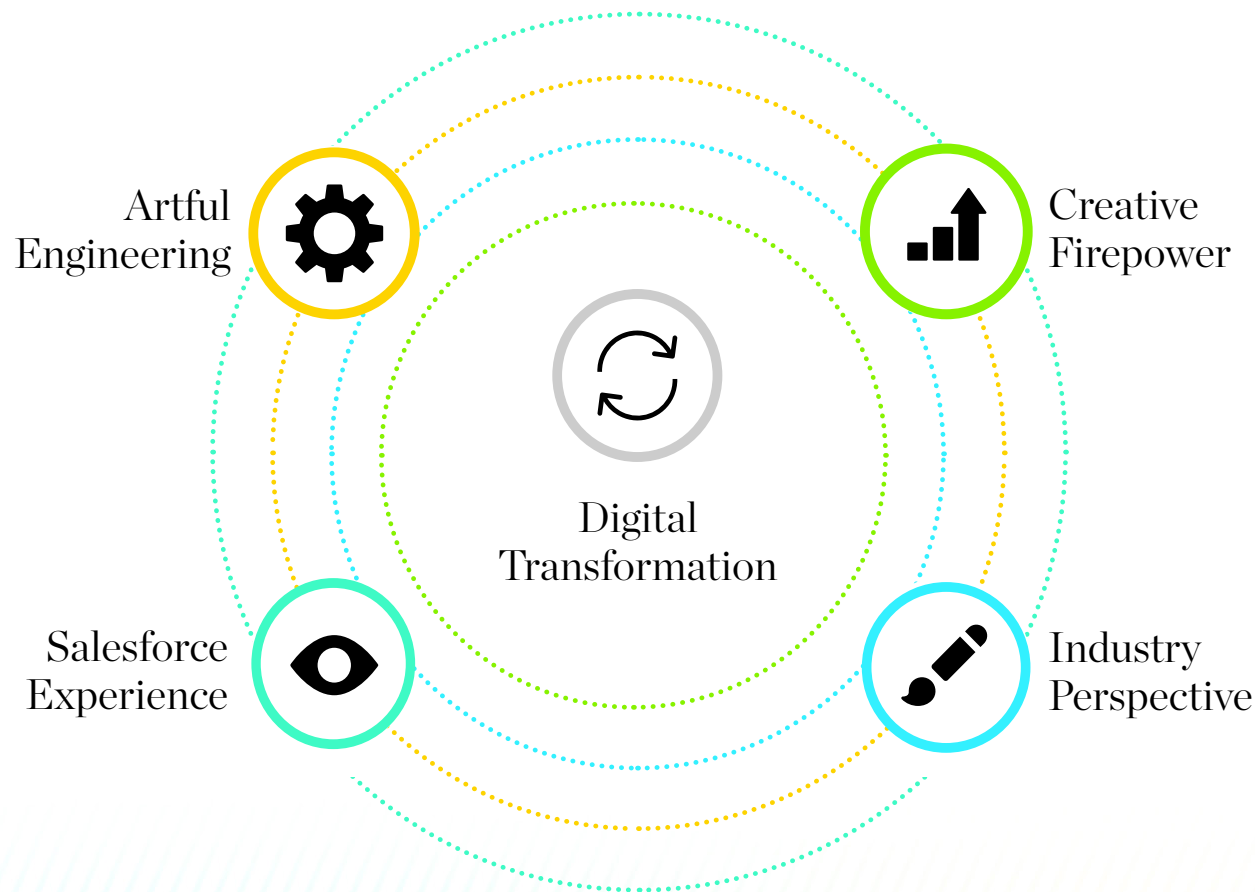 Artful
Engineering
Creative
Firepower
Digital
Transformation
Salesforce
Experience
Industry
Perspective